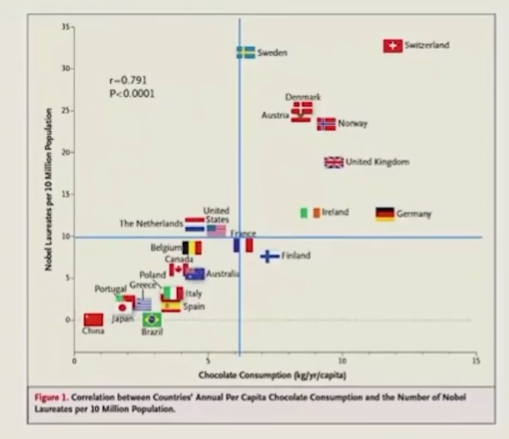 35
30
25
20
15
10
5
0
Nobel Laureates per 10 Million Population
r=0.791
P<0.0001
Switzerland
Sweden
Denmark
Austria
Norway
United Kingdom
United
States
The Netherlands
Ireland
Germany
France
Belgium
Finland
Canada
Poland
Australia
Portugal
Greece
Italy
Spain
Japan
China
Brazil
0
5
10
15
Chocolate Consumption (kg/yr/capita)
Figure 1. Correlation between Countries' Annual Per Capita Chocolate Consumption and the Number of Nobel
Laureates per 10 Million Population.